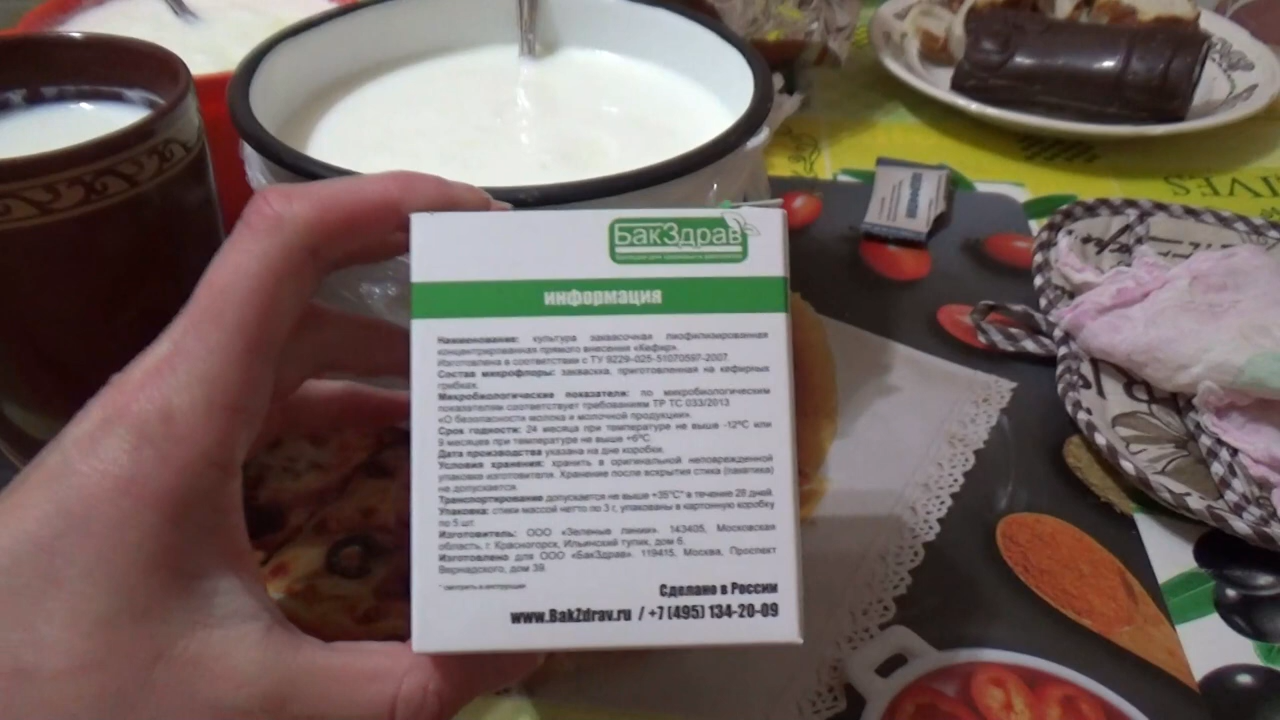 БакЗдрав
информация
Наименование: культура заквасочная лиофилизированная
концентрированная прямого внесения «Кефир».
Изготовлена в соответствии с ТУ 9229-025-51070597-2007.
Состав микрофлоры: закваска, приготовленная на кефирных
грибках.
Микробиологические показатели: по микробиологическим
показателям соответствует требованиям ТР ТС 033/2013
«О безопасности молока и молочной продукции».
Срок годности: 24 месяца при температуре не выше -12°С или
9 месяцев при температуре не выше +6°С
Дата производства указана на дне коробки.
Условия хранения: хранить в оригинальной неповрежденной
упаковке изготовителя. Хранение после вскрытия стика (пакетика)
не допускается.
Транспортирование допускается не выше +35°С* в течение 28 дней.
Упаковка: стики массой нетто по 3 г, упакованы в картонную коробку
по 5 шт.
Изготовитель: ООО «Зеленые линии». 143405, Московская
область, г. Красногорск, Ильинский тупик, дом 6.
Изготовлено для ООО «БакЗдрав». 119415, Москва, Проспект
Вернадского, дом 39.
* смотреть в инструкции
Сделано в России
www.BakZdrav.ru / +7 (495) 134-20-09